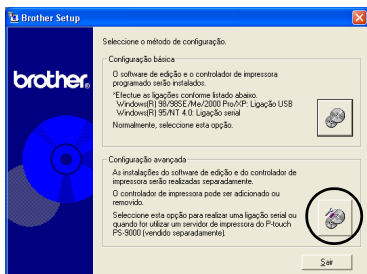 Brother Setup
Seleccione o método de configuração.
brother®
Configuração básica
O software de edição e o controlador de impressora
programado serão instalados.
*Efectue as ligações conforme listado abaixo.
Windows(R) 98/98SE/Me/2000 Pro/XP: Ligação USB
Windows(R) 95/NT 4.0: Ligação serial
Normalmente, seleccione esta opção.
Configuração avançada
As instalações do software de edição e do controlador de
impressora serão realizadas separadamente.
O controlador de impressora pode ser adicionado ou
removido.
Seleccione esta opção para realizar uma ligação serial ou
quando for utilizar um servidor de impressora do P-touch
PS-9000 (vendido separadamente).
Sair